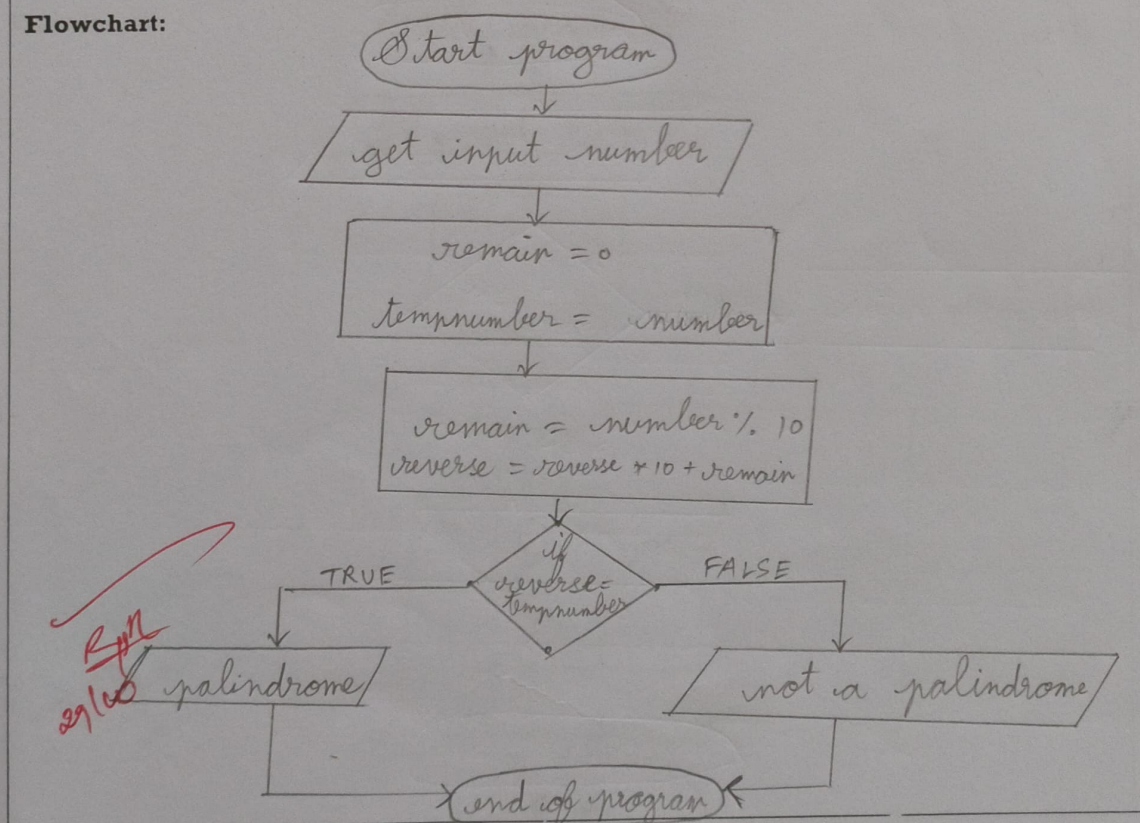 Flowchart:
Start program
get input number
remain = 0
tempnumber = number
remain = number % 10
reverse = reverse * 10 + remain
if
reverse=
tempnumber
TRUE
FALSE
palindrome
not a palindrome
end of program